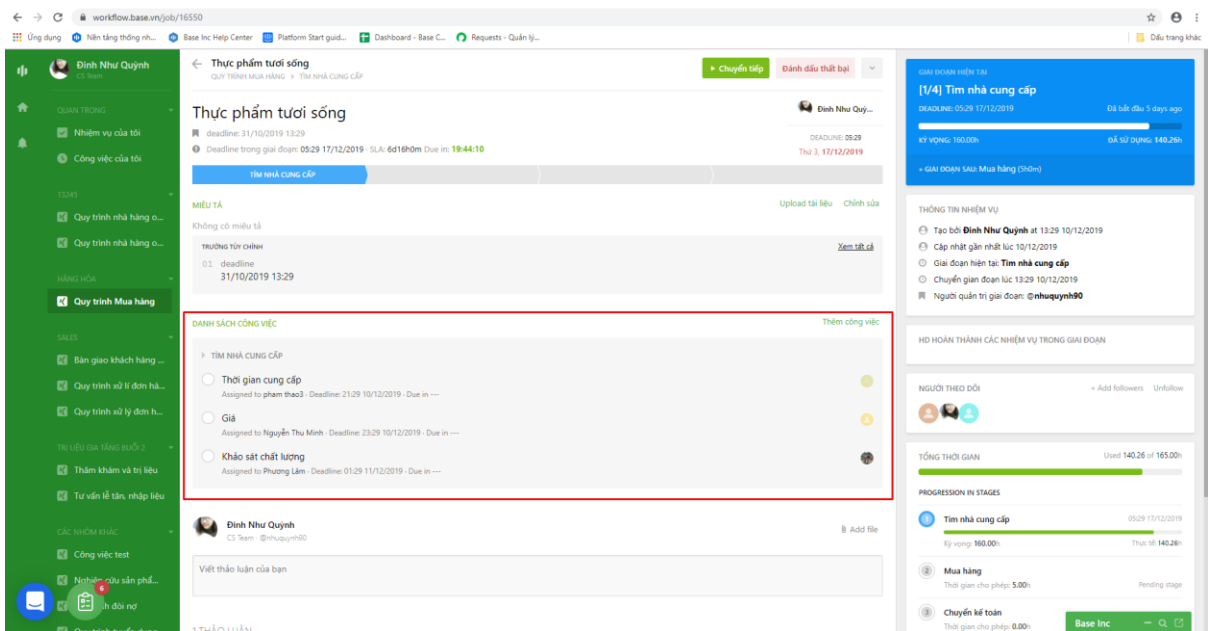 workflow.base.vn/job/16550
Ứng dụng
Nền tảng thống nh...
Base Inc Help Center
Platform Start guid...
Dashboard - Base C...
Requests - Quản lý...
Dấu trang khác
Đinh Như Quỳnh
CS Team
QUAN TRỌNG
Nhiệm vụ của tôi
Công việc của tôi
13245
Quy trình nhà hàng o...
Quy trình nhà hàng o...
HÀNG HÓA
Quy trình Mua hàng
SALES
Bàn giao khách hàng ...
Quy trình xử lí đơn hà...
Quy trình xử lý đơn h...
TRỊ LIỆU GIA TĂNG BUỔI 2
Thăm khám và trị liệu
Tư vấn lễ tân, nhập liệu
CÁC NHÓM KHÁC
Công việc test
Nghiên cứu sản phẩ...
6
h đòi nợ
Quy trình tuyển dụng
Thực phẩm tươi sống
QUY TRÌNH MUA HÀNG > TÌM NHÀ CUNG CẤP
Chuyển tiếp
Đánh dấu thất bại
Thực phẩm tươi sống
deadline: 31/10/2019 13:29
Deadline trong giai đoạn: 05:29 17/12/2019 · SLA: 6d16h0m Due in: 19:44:10
Đinh Như Quỳ...
DEADLINE: 05:29
Thứ 3, 17/12/2019
TÌM NHÀ CUNG CẤP
MIÊU TẢ
Upload tài liệu
Chỉnh sửa
Không có miêu tả
TRƯỜNG TÙY CHỈNH
Xem tất cả
01 deadline
31/10/2019 13:29
DANH SÁCH CÔNG VIỆC
Thêm công việc
TÌM NHÀ CUNG CẤP
Thời gian cung cấp
Assigned to pham thao3 · Deadline: 21:29 10/12/2019 · Due in ---
Giá
Assigned to Nguyễn Thu Minh · Deadline: 23:29 10/12/2019 · Due in ---
Khảo sát chất lượng
Assigned to Phương Lâm · Deadline: 01:29 11/12/2019 · Due in ---
Đinh Như Quỳnh
CS Team · @nhuquynh90
Add file
Viết thảo luận của bạn
1 THẢO LUẬN
GIAI ĐOẠN HIỆN TẠI
[1/4] Tìm nhà cung cấp
DEADLINE: 05:29 17/12/2019
Đã bắt đầu 5 days ago
KỲ VỌNG: 160.00h
ĐÃ SỬ DỤNG: 140.26h
» GIAI ĐOẠN SAU: Mua hàng (5h0m)
THÔNG TIN NHIỆM VỤ
Tạo bởi Đinh Như Quỳnh at 13:29 10/12/2019
Cập nhật gần nhất lúc 10/12/2019
Giai đoạn hiện tại: Tìm nhà cung cấp
Chuyển gian đoạn lúc 13:29 10/12/2019
Người quản trị giai đoạn: @nhuquynh90
HD HOÀN THÀNH CÁC NHIỆM VỤ TRONG GIAI ĐOẠN
NGƯỜI THEO DÕI
+ Add followers
Unfollow
TỔNG THỜI GIAN
Used 140.26 of 165.00h
PROGRESSION IN STAGES
1
Tìm nhà cung cấp
05:29 17/12/2019
Kỳ vọng: 160.00h
Thực tế: 140.26h
2
Mua hàng
Thời gian cho phép: 5.00h
Pending stage
3
Chuyển kế toán
Thời gian cho phép: 0.00h
Base Inc